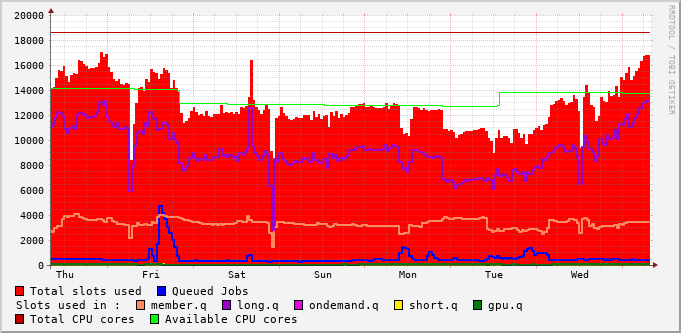 20000
18000
16000
14000
12000
10000
8000
6000
4000
2000
0
Thu Fri Sat Sun Mon Tue Wed
Total slots used Queued Jobs
Slots used in : member.q long.q ondemand.q short.q gpu.q
Total CPU cores Available CPU cores
RRDTOOL / TOBI OETIKER